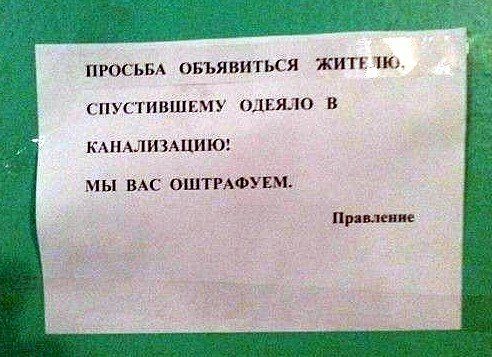 ПРОСЬБА ОБЪЯВИТЬСЯ ЖИТЕЛЮ,
СПУСТИВШЕМУ ОДЕЯЛО В
КАНАЛИЗАЦИЮ!
МЫ ВАС ОШТРАФУЕМ.
Правление